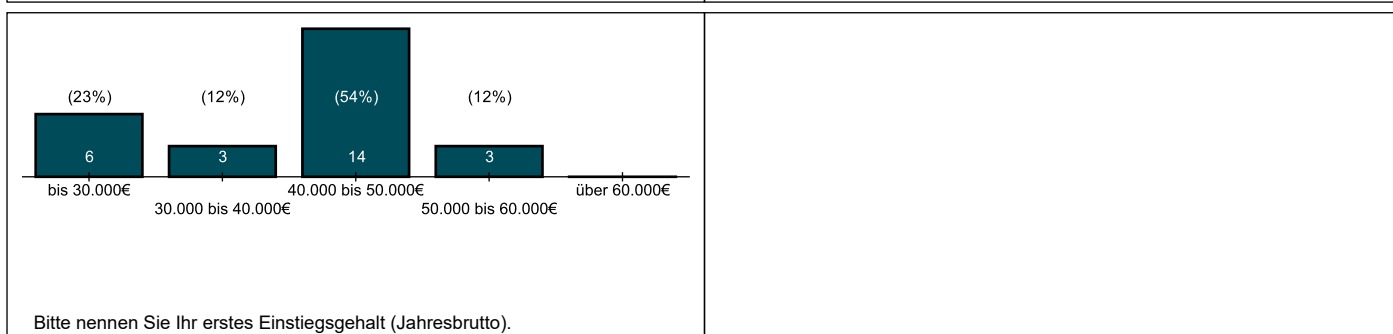 (23%) (12%) (54%) (12%)
6 3 14 3
bis 30.000€ 40.000 bis 50.000€ über 60.000€
30.000 bis 40.000€ 50.000 bis 60.000€
Bitte nennen Sie Ihr erstes Einstiegsgehalt (Jahresbrutto).